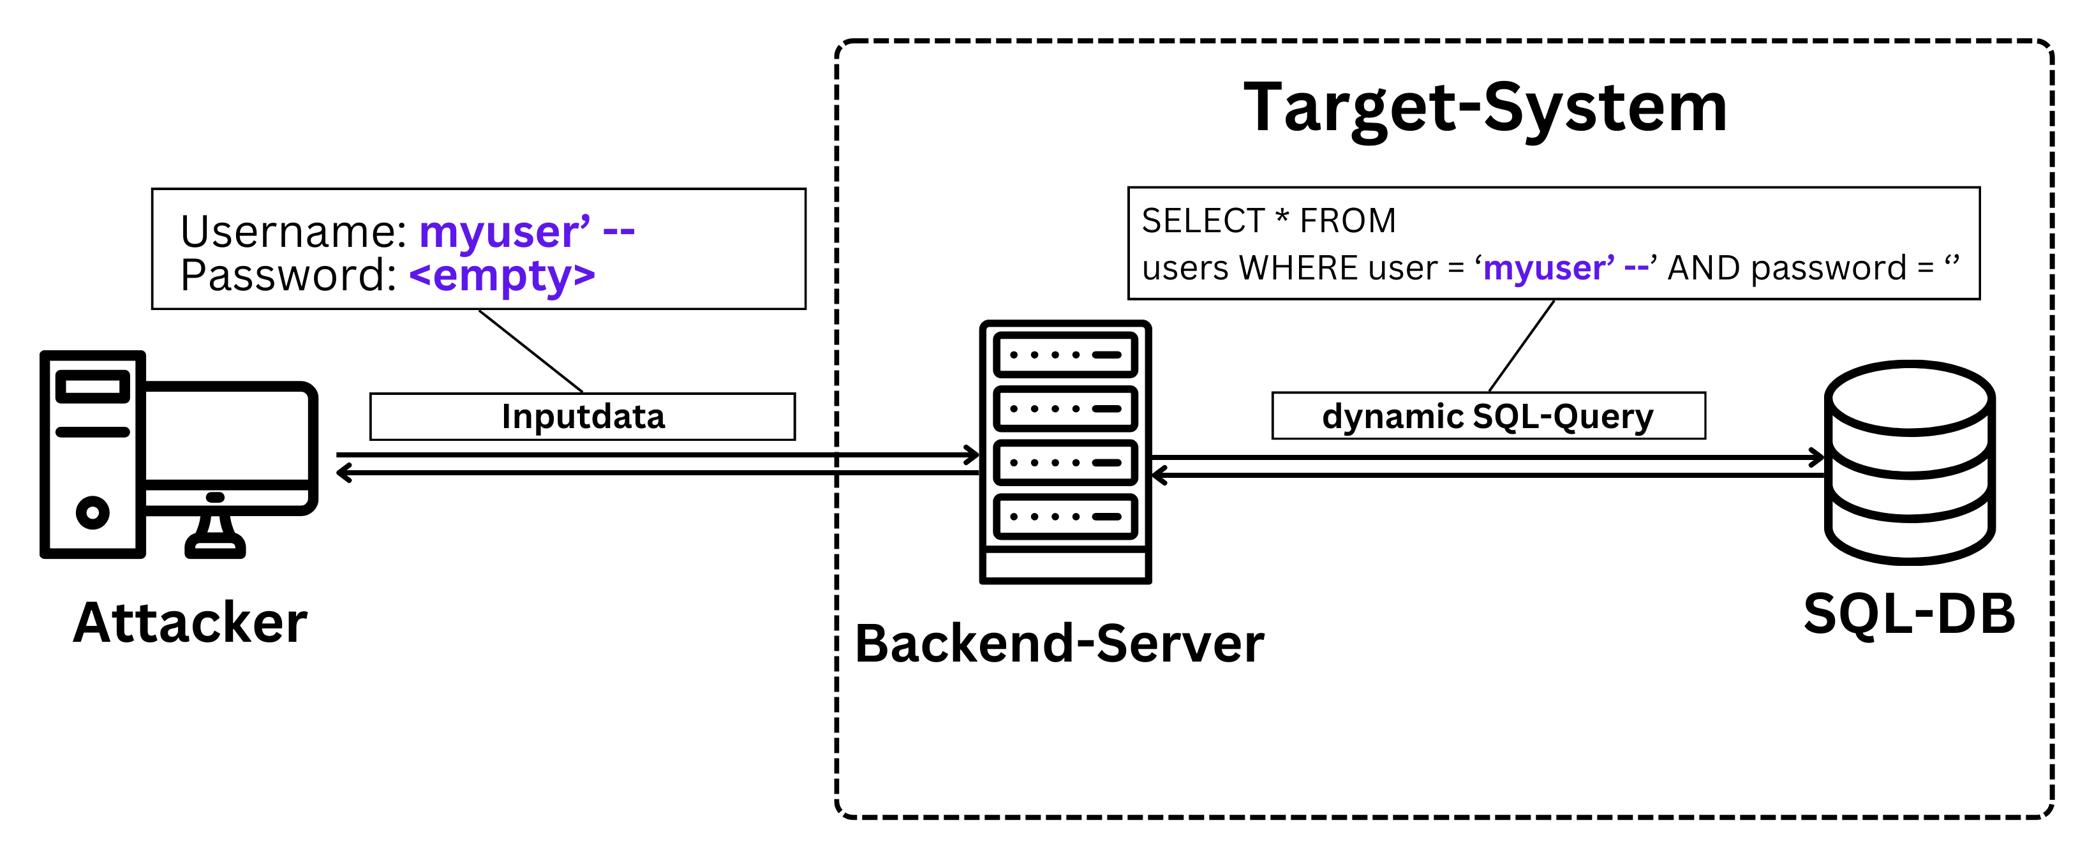 Target-System
Username: myuser’ --
Password: <empty>
SELECT * FROM
users WHERE user = ‘myuser’ --’ AND password = ‘’
Inputdata
dynamic SQL-Query
Attacker
Backend-Server
SQL-DB